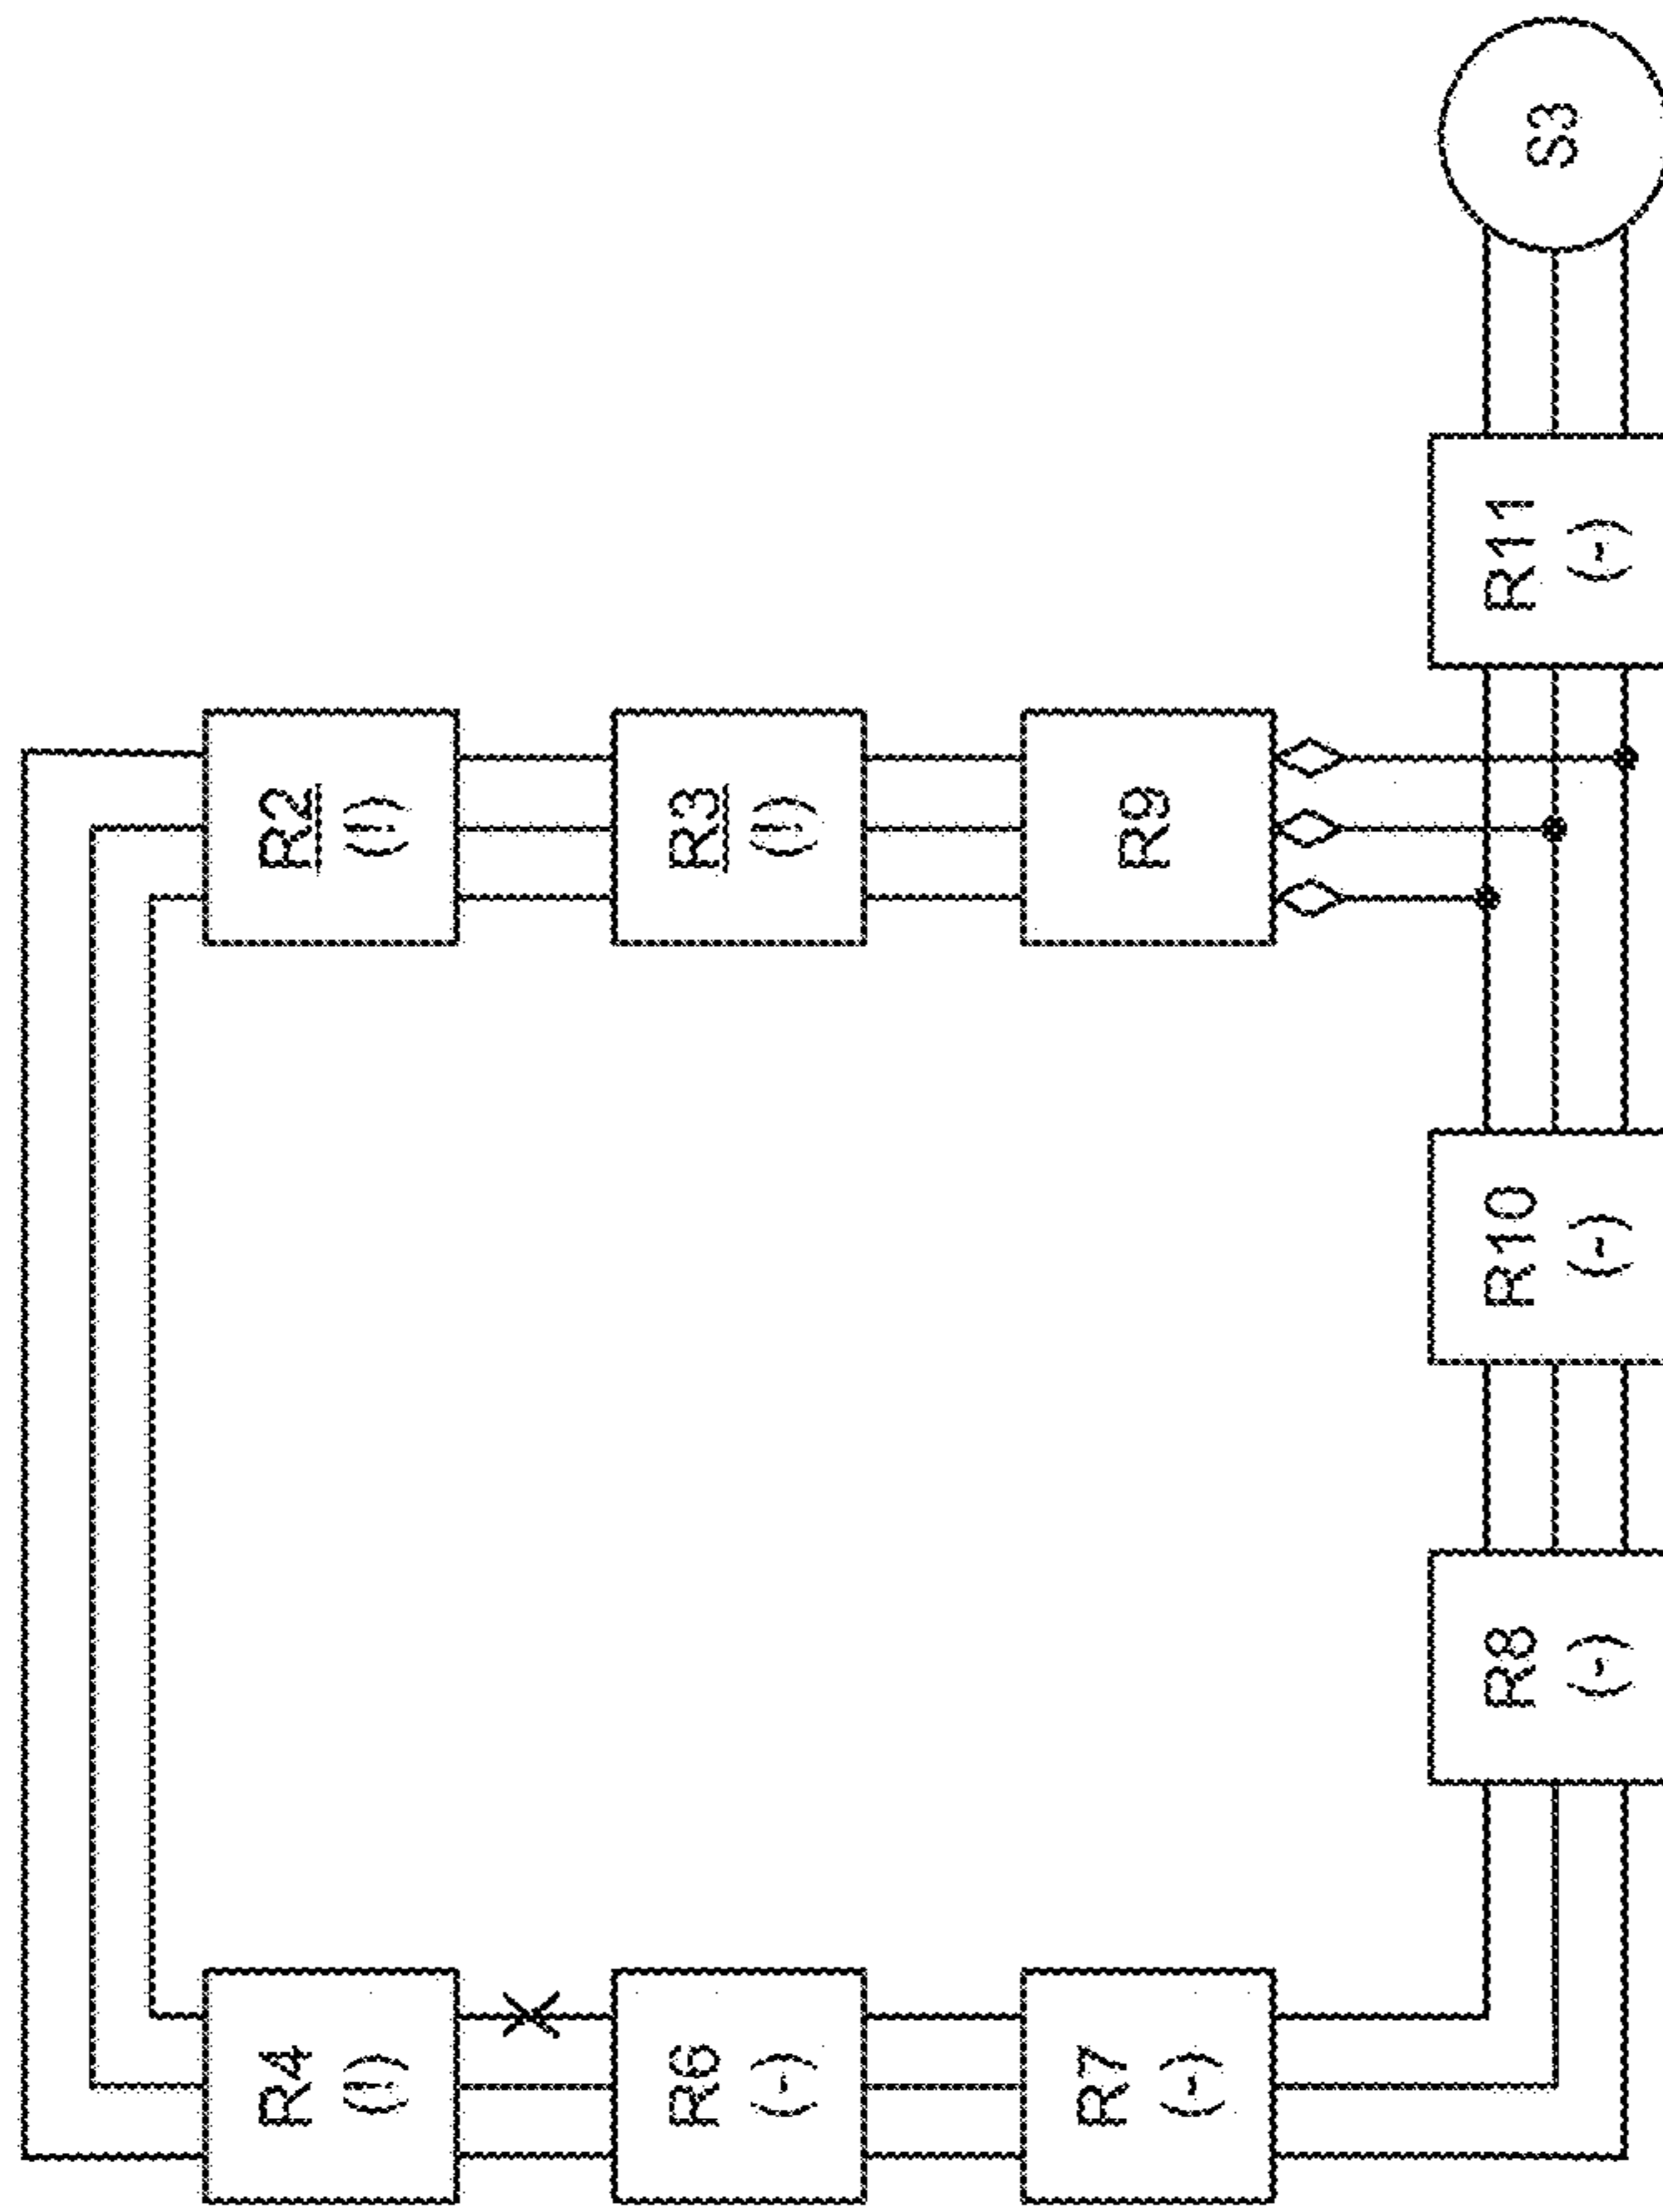 R4
(!)
R2
(!)
R6
(-)
R3
(!)
R7
(-)
R9
R8
(-)
R10
(-)
R11
(-)
S3